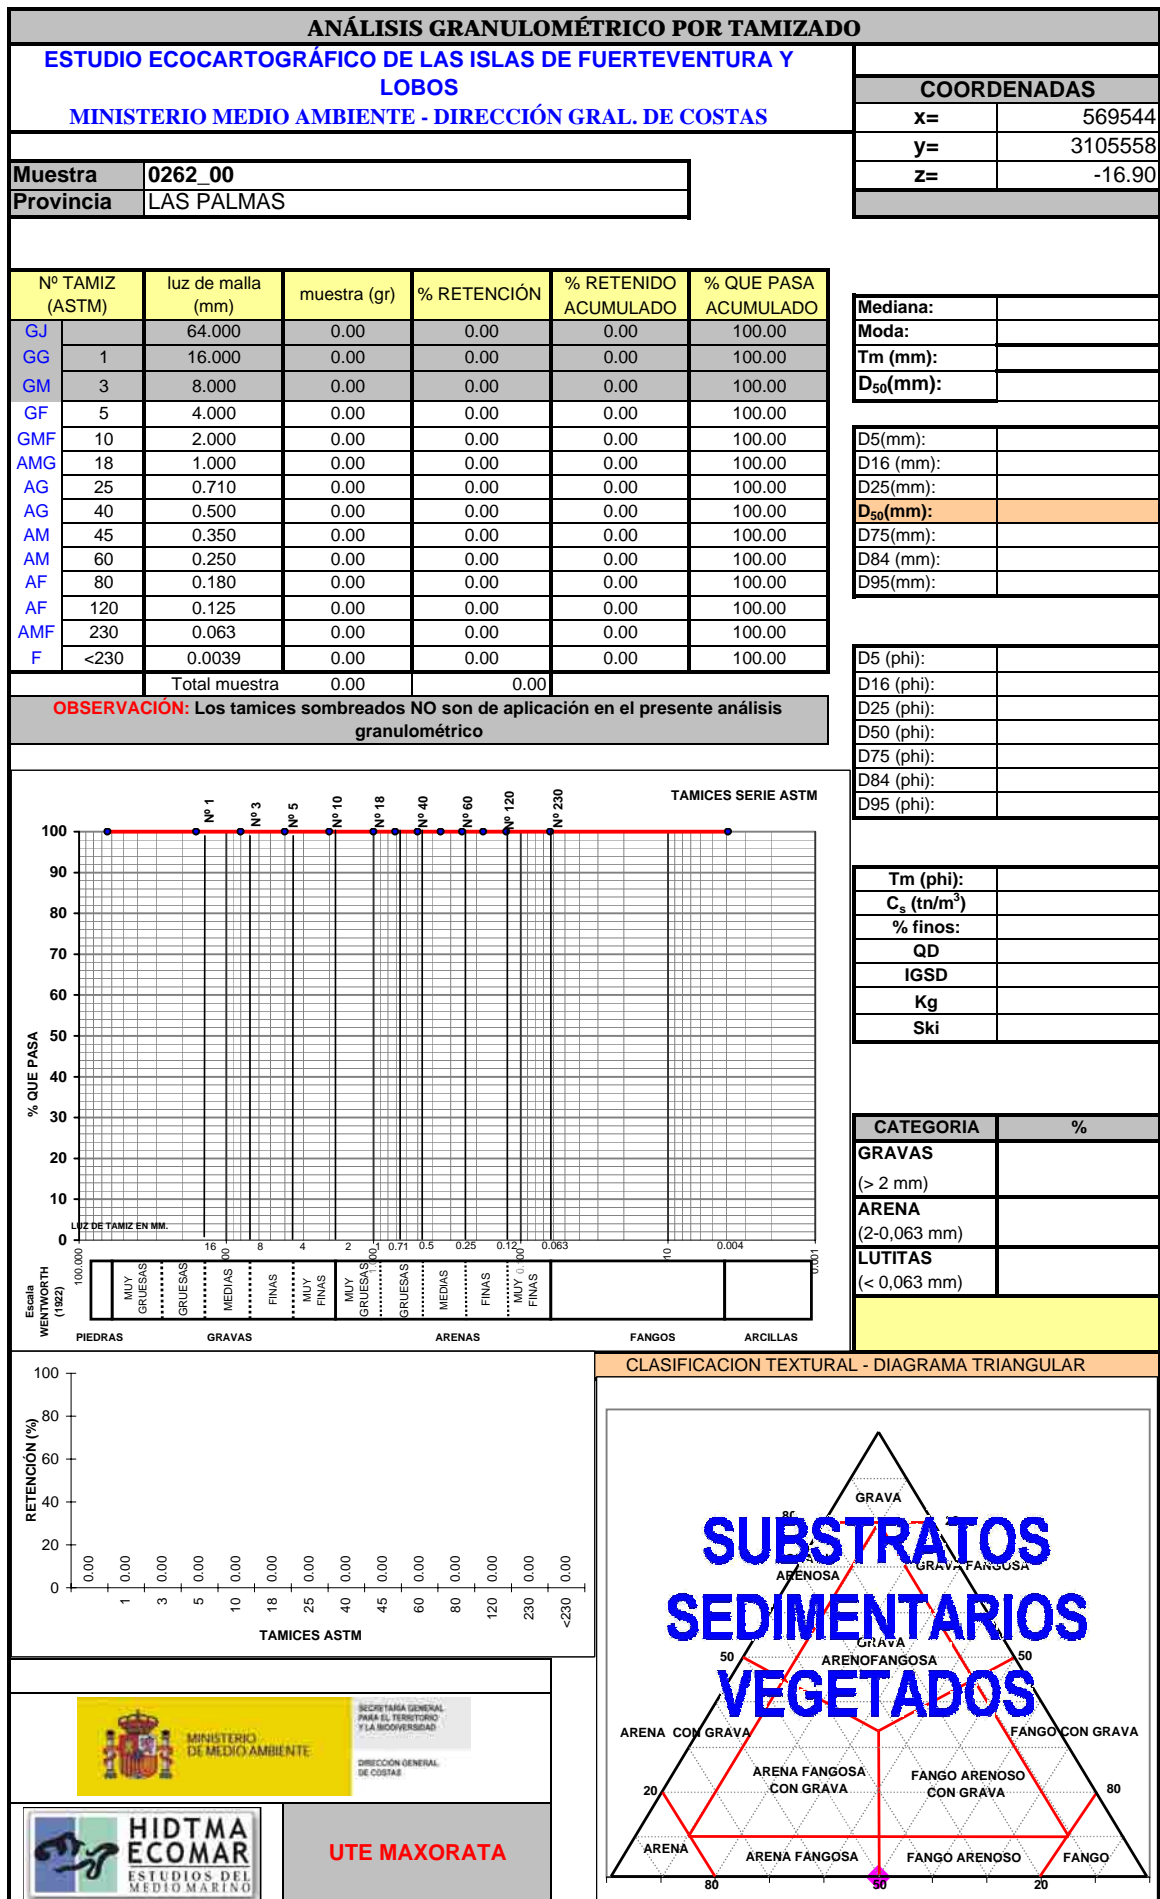 ANÁLISIS GRANULOMÉTRICO POR TAMIZADO
ESTUDIO ECOCARTOGRÁFICO DE LAS ISLAS DE FUERTEVENTURA Y
LOBOS
MINISTERIO MEDIO AMBIENTE - DIRECCIÓN GRAL. DE COSTAS
COORDENADAS
x= 569544
y= 3105558
z= -16.90
Muestra 0262_00
Provincia LAS PALMAS
Nº TAMIZ (ASTM) luz de malla (mm) muestra (gr) % RETENCIÓN % RETENIDO ACUMULADO % QUE PASA ACUMULADO
GJ 64.000 0.00 0.00 0.00 100.00
GG 1 16.000 0.00 0.00 0.00 100.00
GM 3 8.000 0.00 0.00 0.00 100.00
GF 5 4.000 0.00 0.00 0.00 100.00
GMF 10 2.000 0.00 0.00 0.00 100.00
AMG 18 1.000 0.00 0.00 0.00 100.00
AG 25 0.710 0.00 0.00 0.00 100.00
AG 40 0.500 0.00 0.00 0.00 100.00
AM 45 0.350 0.00 0.00 0.00 100.00
AM 60 0.250 0.00 0.00 0.00 100.00
AF 80 0.180 0.00 0.00 0.00 100.00
AF 120 0.125 0.00 0.00 0.00 100.00
AMF 230 0.063 0.00 0.00 0.00 100.00
F <230 0.0039 0.00 0.00 0.00 100.00
Total muestra 0.00 0.00
OBSERVACIÓN: Los tamices sombreados NO son de aplicación en el presente análisis
granulométrico
Mediana:
Moda:
Tm (mm):
D50(mm):
D5(mm):
D16 (mm):
D25(mm):
D50(mm):
D75(mm):
D84 (mm):
D95(mm):
D5 (phi):
D16 (phi):
D25 (phi):
D50 (phi):
D75 (phi):
D84 (phi):
D95 (phi):
Tm (phi):
Cs (tn/m3)
% finos:
QD
IGSD
Kg
Ski
CATEGORIA %
GRAVAS
(> 2 mm)
ARENA
(2-0,063 mm)
LUTITAS
(< 0,063 mm)
TAMICES SERIE ASTM
Nº 1 Nº 3 Nº 5 Nº 10 Nº 18 Nº 40 Nº 60 Nº 120 Nº 230
% QUE PASA
100
90
80
70
60
50
40
30
20
10
0
LUZ DE TAMIZ EN MM.
16 8 4 2 1 0.71 0.5 0.25 0.12 0.063 0.004
100.000 0.001
Escala
WENTWORTH
(1922)
MUY GRUESAS GRUESAS MEDIAS FINAS MUY FINAS MUY GRUESAS GRUESAS MEDIAS FINAS MUY FINAS
PIEDRAS GRAVAS ARENAS FANGOS ARCILLAS
RETENCIÓN (%)
100
80
60
40
20
0
0.00 0.00 0.00 0.00 0.00 0.00 0.00 0.00 0.00 0.00 0.00 0.00 0.00 0.00
1 3 5 10 18 25 40 45 60 80 120 230 <230
TAMICES ASTM
CLASIFICACION TEXTURAL - DIAGRAMA TRIANGULAR
GRAVA
SUBSTRATOS
ARENOSA
GRAVA FANGOSA
SEDIMENTARIOS
GRAVA
ARENOFANGOSA
50 50
VEGETADOS
ARENA CON GRAVA
FANGO CON GRAVA
ARENA FANGOSA
CON GRAVA
FANGO ARENOSO
CON GRAVA
20 80
ARENA
ARENA FANGOSA
FANGO ARENOSO
FANGO
80 50 20
MINISTERIO
DE MEDIO AMBIENTE
SECRETARÍA GENERAL
PARA EL TERRITORIO
Y LA BIODIVERSIDAD
DIRECCIÓN GENERAL
DE COSTAS
HIDTMA
ECOMAR
ESTUDIOS DEL
MEDIO MARINO
UTE MAXORATA